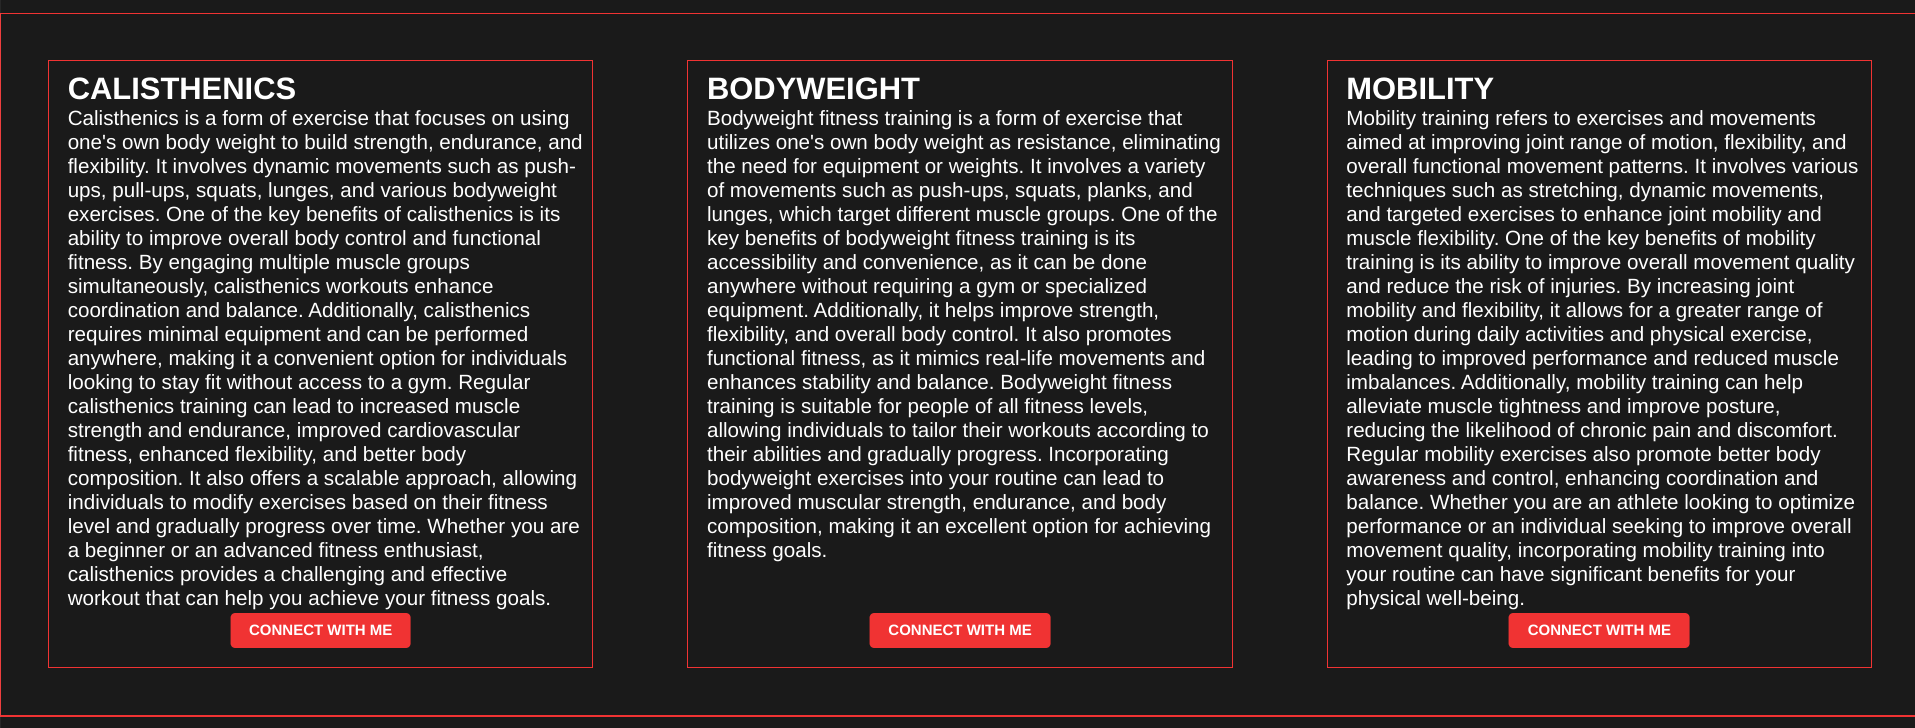 CALISTHENICS
Calisthenics is a form of exercise that focuses on using
one's own body weight to build strength, endurance, and
flexibility. It involves dynamic movements such as push-
ups, pull-ups, squats, lunges, and various bodyweight
exercises. One of the key benefits of calisthenics is its
ability to improve overall body control and functional
fitness. By engaging multiple muscle groups
simultaneously, calisthenics workouts enhance
coordination and balance. Additionally, calisthenics
requires minimal equipment and can be performed
anywhere, making it a convenient option for individuals
looking to stay fit without access to a gym. Regular
calisthenics training can lead to increased muscle
strength and endurance, improved cardiovascular
fitness, enhanced flexibility, and better body
composition. It also offers a scalable approach, allowing
individuals to modify exercises based on their fitness
level and gradually progress over time. Whether you are
a beginner or an advanced fitness enthusiast,
calisthenics provides a challenging and effective
workout that can help you achieve your fitness goals.
CONNECT WITH ME
BODYWEIGHT
Bodyweight fitness training is a form of exercise that
utilizes one's own body weight as resistance, eliminating
the need for equipment or weights. It involves a variety
of movements such as push-ups, squats, planks, and
lunges, which target different muscle groups. One of the
key benefits of bodyweight fitness training is its
accessibility and convenience, as it can be done
anywhere without requiring a gym or specialized
equipment. Additionally, it helps improve strength,
flexibility, and overall body control. It also promotes
functional fitness, as it mimics real-life movements and
enhances stability and balance. Bodyweight fitness
training is suitable for people of all fitness levels,
allowing individuals to tailor their workouts according to
their abilities and gradually progress. Incorporating
bodyweight exercises into your routine can lead to
improved muscular strength, endurance, and body
composition, making it an excellent option for achieving
fitness goals.
CONNECT WITH ME
MOBILITY
Mobility training refers to exercises and movements
aimed at improving joint range of motion, flexibility, and
overall functional movement patterns. It involves various
techniques such as stretching, dynamic movements,
and targeted exercises to enhance joint mobility and
muscle flexibility. One of the key benefits of mobility
training is its ability to improve overall movement quality
and reduce the risk of injuries. By increasing joint
mobility and flexibility, it allows for a greater range of
motion during daily activities and physical exercise,
leading to improved performance and reduced muscle
imbalances. Additionally, mobility training can help
alleviate muscle tightness and improve posture,
reducing the likelihood of chronic pain and discomfort.
Regular mobility exercises also promote better body
awareness and control, enhancing coordination and
balance. Whether you are an athlete looking to optimize
performance or an individual seeking to improve overall
movement quality, incorporating mobility training into
your routine can have significant benefits for your
physical well-being.
CONNECT WITH ME